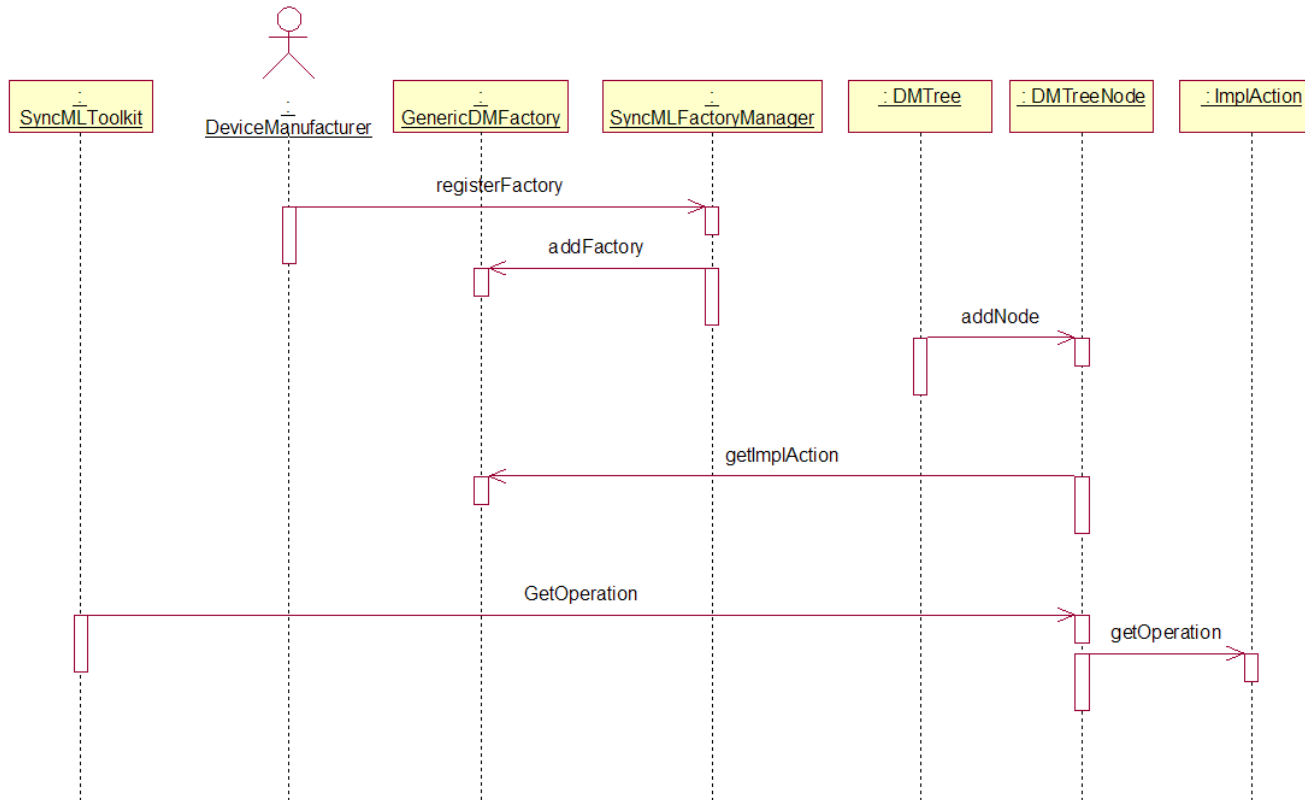 :
SyncMLToolkit
:
DeviceManufacturer
:
GenericDMFactory
:
SyncMLFactoryManager
: DMTree
: DMTreeNode
: ImplAction
registerFactory
addFactory
addNode
getImplAction
GetOperation
getOperation